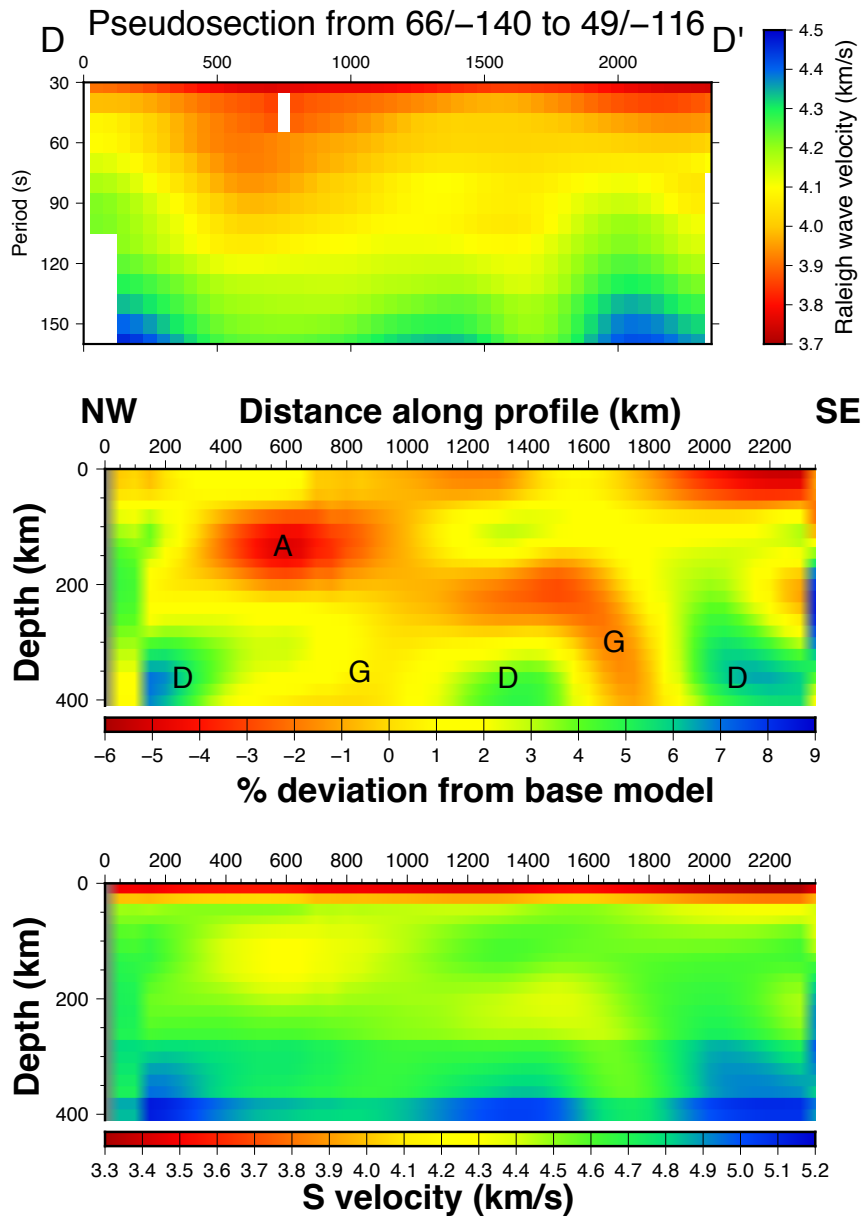 D Pseudosection from 66/−140 to 49/−116 D'
0 500 1000 1500 2000
30
60
90
120
150
Period (s)
4.5
4.4
4.3
4.2
4.1
4.0
3.9
3.8
3.7
Raleigh wave velocity (km/s)
NW Distance along profile (km) SE
0 200 400 600 800 1000 1200 1400 1600 1800 2000 2200
0
200
400
Depth (km)
A
G
D G D D
−6 −5 −4 −3 −2 −1 0 1 2 3 4 5 6 7 8 9
% deviation from base model
0 200 400 600 800 1000 1200 1400 1600 1800 2000 2200
0
200
400
Depth (km)
3.3 3.4 3.5 3.6 3.7 3.8 3.9 4.0 4.1 4.2 4.3 4.4 4.5 4.6 4.7 4.8 4.9 5.0 5.1 5.2
S velocity (km/s)